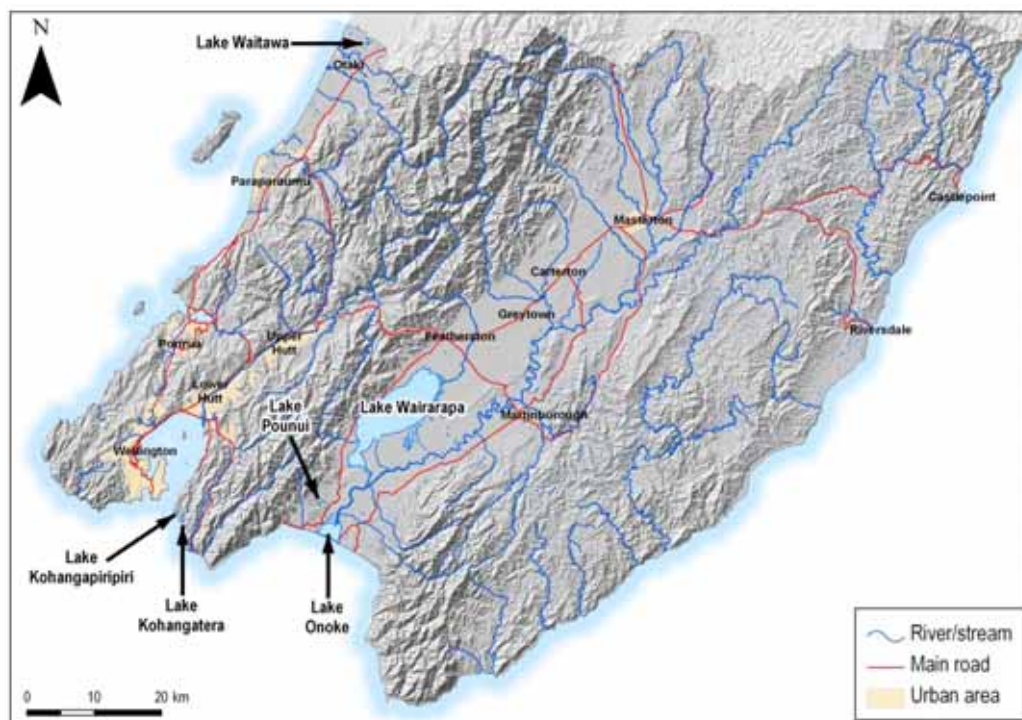 N
Lake Waitawa
Otaki
Paraparaumu
Masterton
Castlepoint
Carterton
Greytown
Riversdale
Featherston
Porirua
Upper
Hutt
Lower
Hutt
Lake
Pounui
Lake Wairarapa
Martinborough
Wellington
Lake
Kohangapiripiri
Lake
Kohangatera
Lake
Onoke
River/stream
Main road
Urban area
0 10 20 km